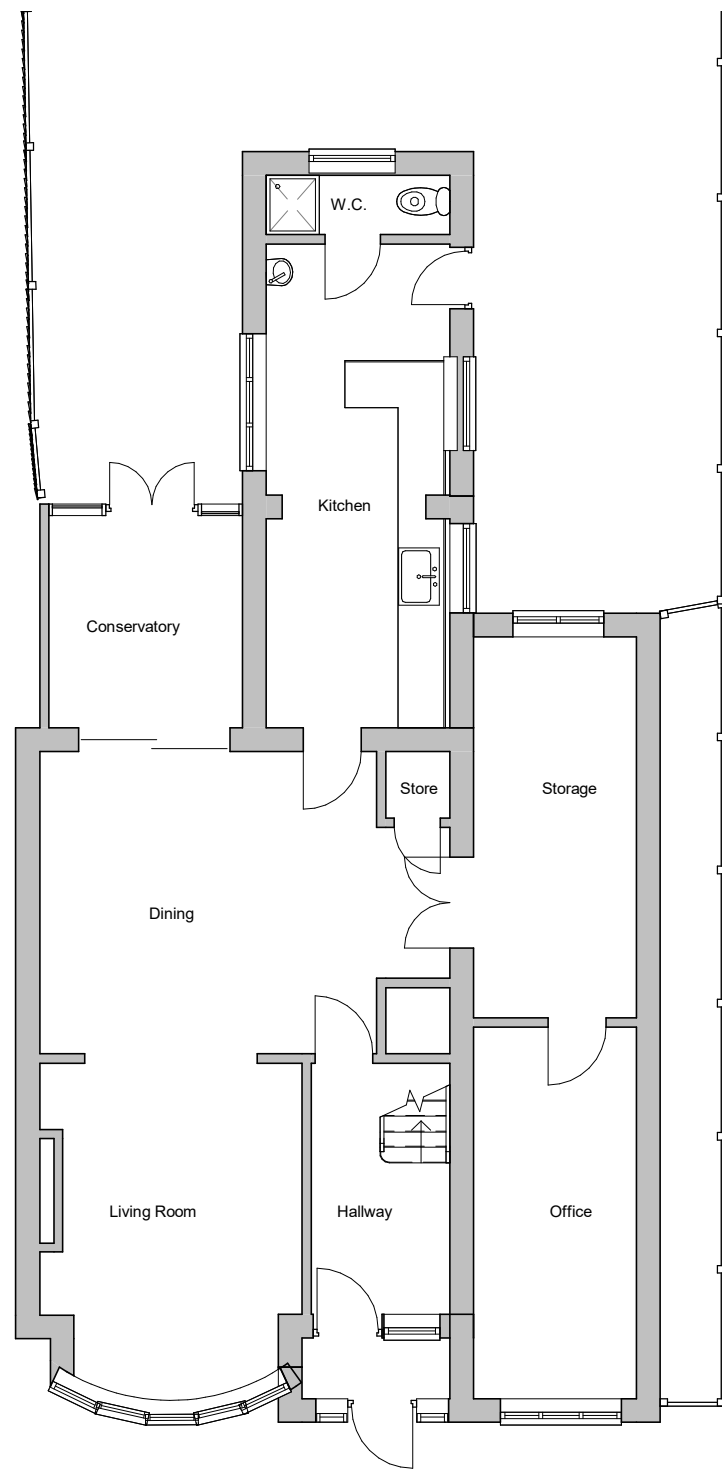 W.C.
Kitchen
Conservatory
Store
Storage
Dining
Living Room
Hallway
Office